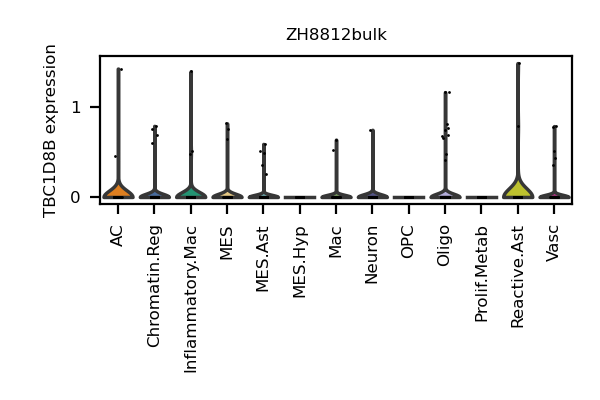 ZH8812bulk
TBC1D8B expression
1
0
AC
Chromatin.Reg
Inflammatory.Mac
MES
MES.Ast
MES.Hyp
Mac
Neuron
OPC
Oligo
Prolif.Metab
Reactive.Ast
Vasc